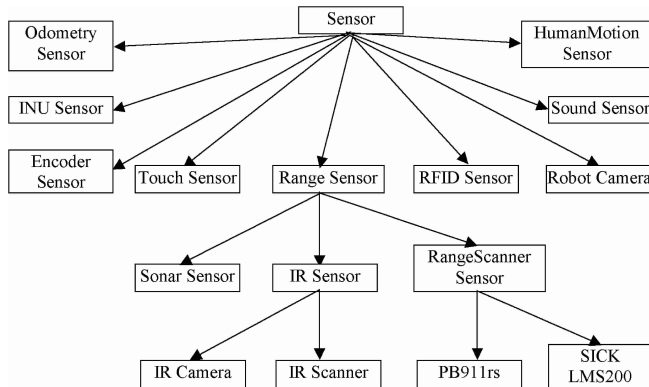 Sensor
Odometry
Sensor
HumanMotion
Sensor
INU Sensor
Sound Sensor
Encoder
Sensor
Touch Sensor
Range Sensor
RFID Sensor
Robot Camera
Sonar Sensor
IR Sensor
RangeScanner
Sensor
IR Camera
IR Scanner
PB911rs
SICK
LMS200